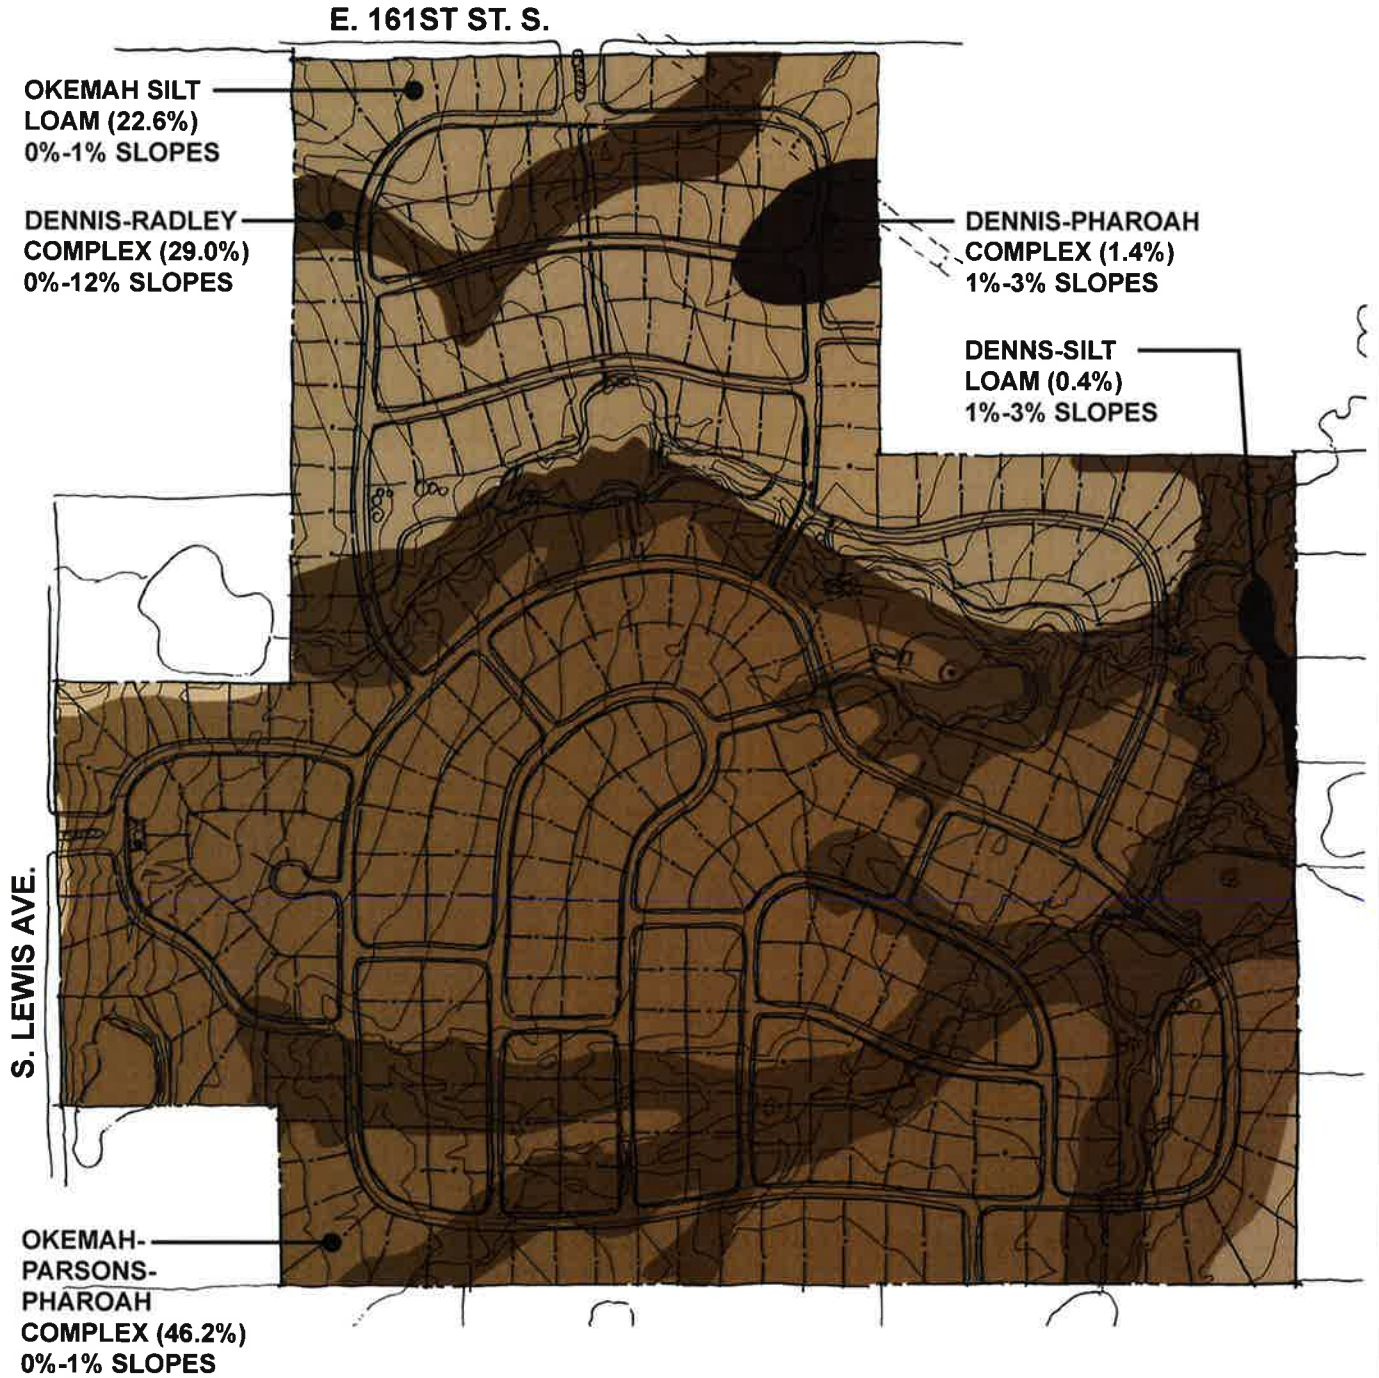 E. 161ST ST. S.
OKEMAH SILT
LOAM (22.6%)
0%-1% SLOPES
DENNIS-RADLEY
COMPLEX (29.0%)
0%-12% SLOPES
DENNIS-PHAROAH
COMPLEX (1.4%)
1%-3% SLOPES
DENNS-SILT
LOAM (0.4%)
1%-3% SLOPES
S. LEWIS AVE.
OKEMAH-
PARSONS-
PHAROAH
COMPLEX (46.2%)
0%-1% SLOPES